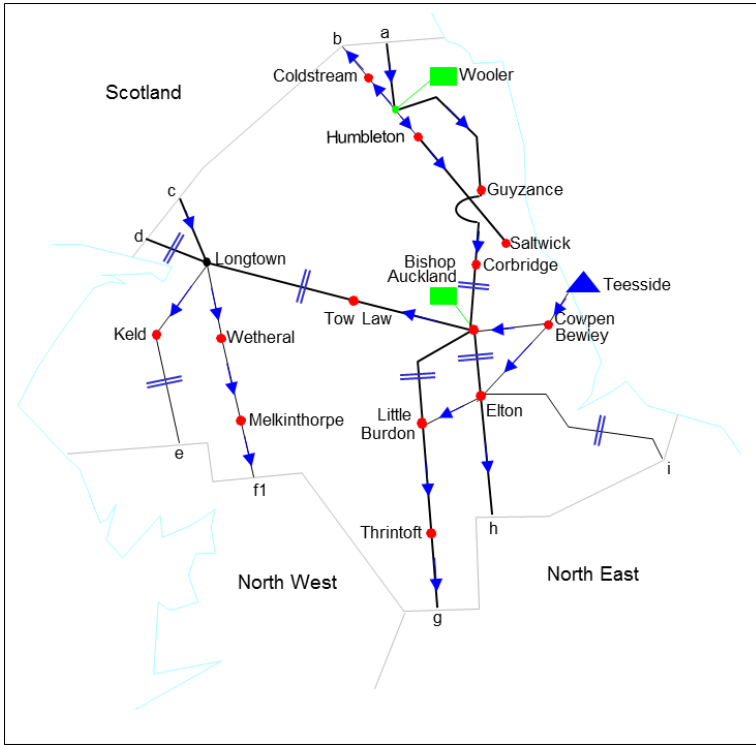 b
a
Coldstream
Wooler
Scotland
Humbleton
c
Guyzance
d
Saltwick
Longtown
Bishop
Auckland
Corbridge
Teesside
Keld
Wetheral
Tow Law
Cowpen
Bewley
Melkinthorpe
Little
Burdon
Elton
e
f1
i
h
Thrintoft
North West
North East
g